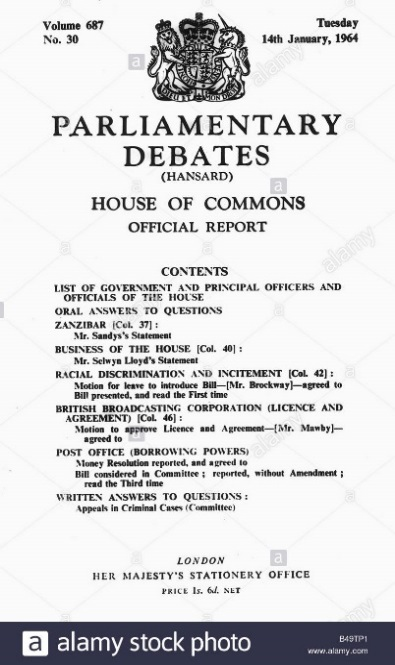 Volume 687
No. 30
Tuesday
14th January, 1964
PARLIAMENTARY
DEBATES
(HANSARD)
HOUSE OF COMMONS
OFFICIAL REPORT
CONTENTS
LIST OF GOVERNMENT AND PRINCIPAL OFFICERS AND
OFFICIALS OF THE HOUSE
ORAL ANSWERS TO QUESTIONS
ZANZIBAR [Col. 37] :
Mr. Sandys's Statement
BUSINESS OF THE HOUSE [Col. 40] :
Mr. Selwyn Lloyd's Statement
RACIAL DISCRIMINATION AND INCITEMENT [Col. 42] :
Motion for leave to introduce Bill—[Mr. Brockway]—agreed to
Bill presented, and read the First time
BRITISH BROADCASTING CORPORATION (LICENCE AND
AGREEMENT) [Col. 46] :
Motion to approve Licence and Agreement—[Mr. Mawby]—
agreed to
POST OFFICE (BORROWING POWERS)
Money Resolution reported, and agreed to
Bill considered in Committee ; reported, without Amendment ;
read the Third time
WRITTEN ANSWERS TO QUESTIONS :
Appeals in Criminal Cases (Committee)
LONDON
HER MAJESTY'S STATIONERY OFFICE
PRICE 1s. 6d. NET
a alamy stock photo
B49TP1
www.alamy.com